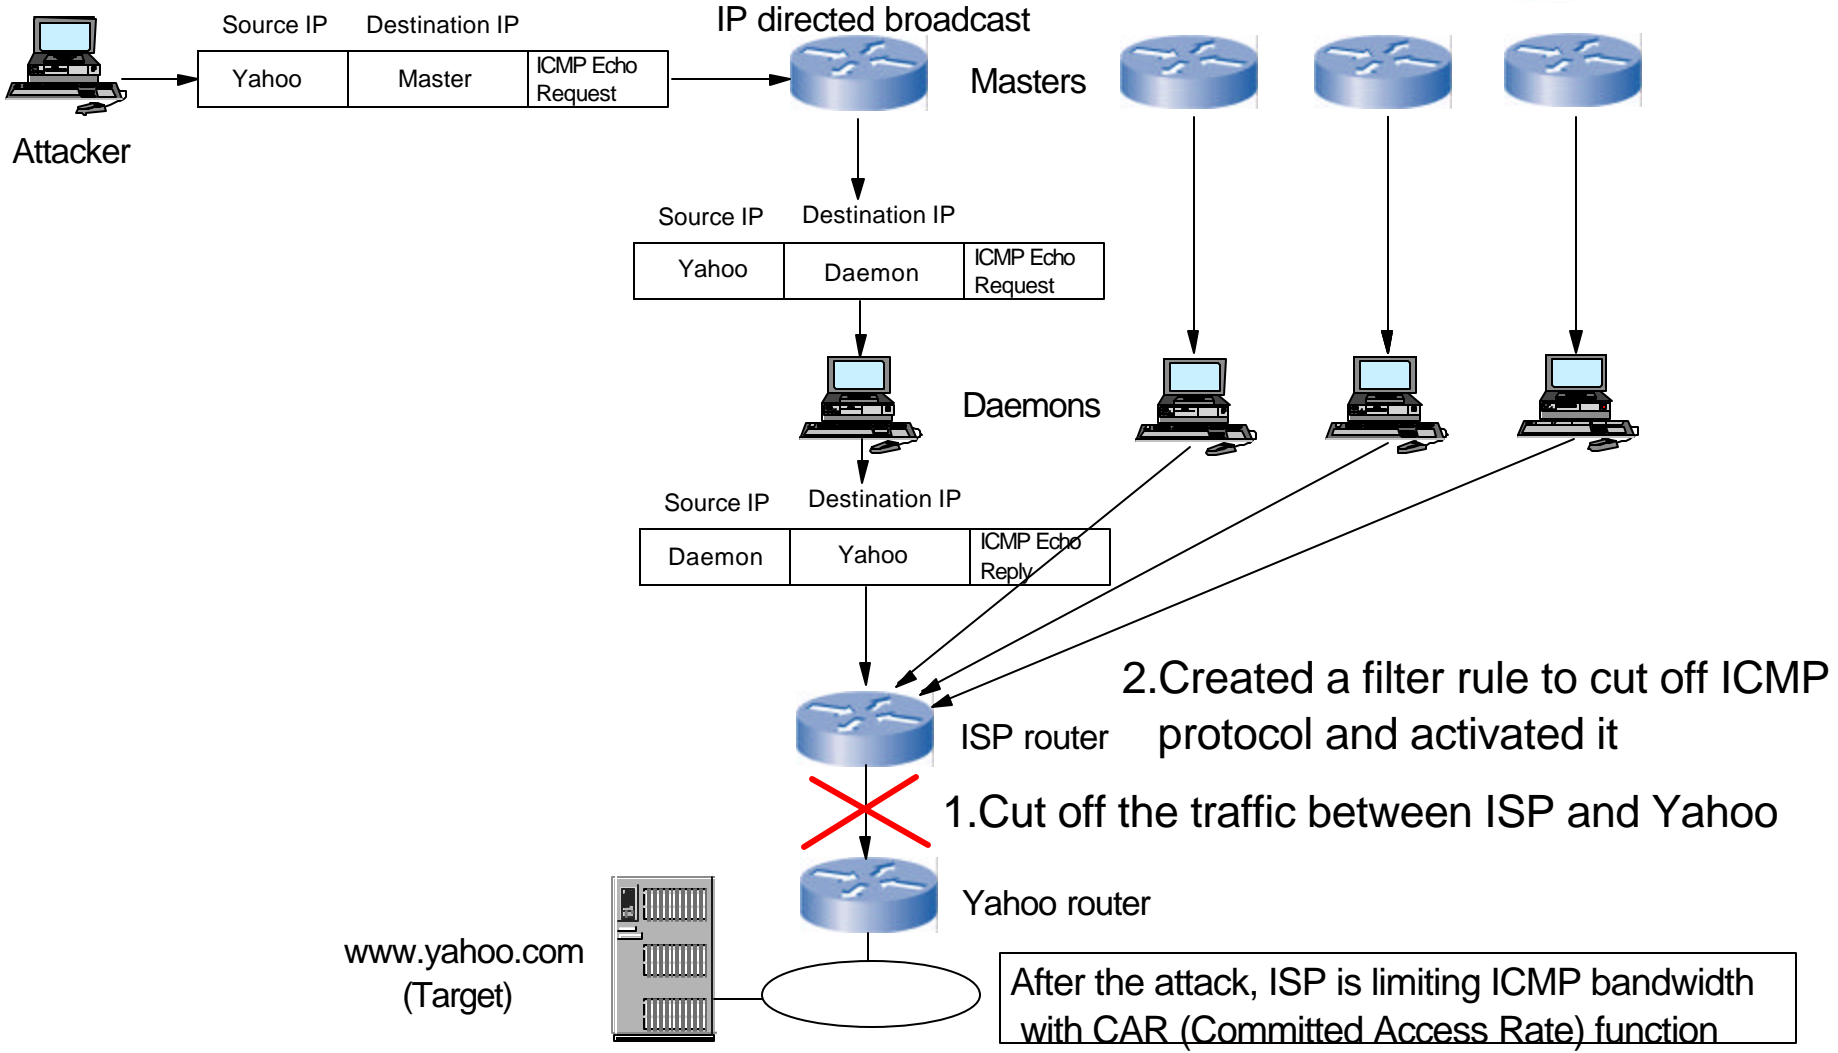 IP directed broadcast
Source IP Destination IP
Yahoo Master ICMP Echo
Request
Masters
Attacker
Source IP Destination IP
Yahoo Daemon ICMP Echo
Request
Daemons
Source IP Destination IP
Daemon Yahoo ICMP Echo
Reply
2.Created a filter rule to cut off ICMP
protocol and activated it
ISP router
1.Cut off the traffic between ISP and Yahoo
Yahoo router
www.yahoo.com
(Target)
After the attack, ISP is limiting ICMP bandwidth
with CAR (Committed Access Rate) function